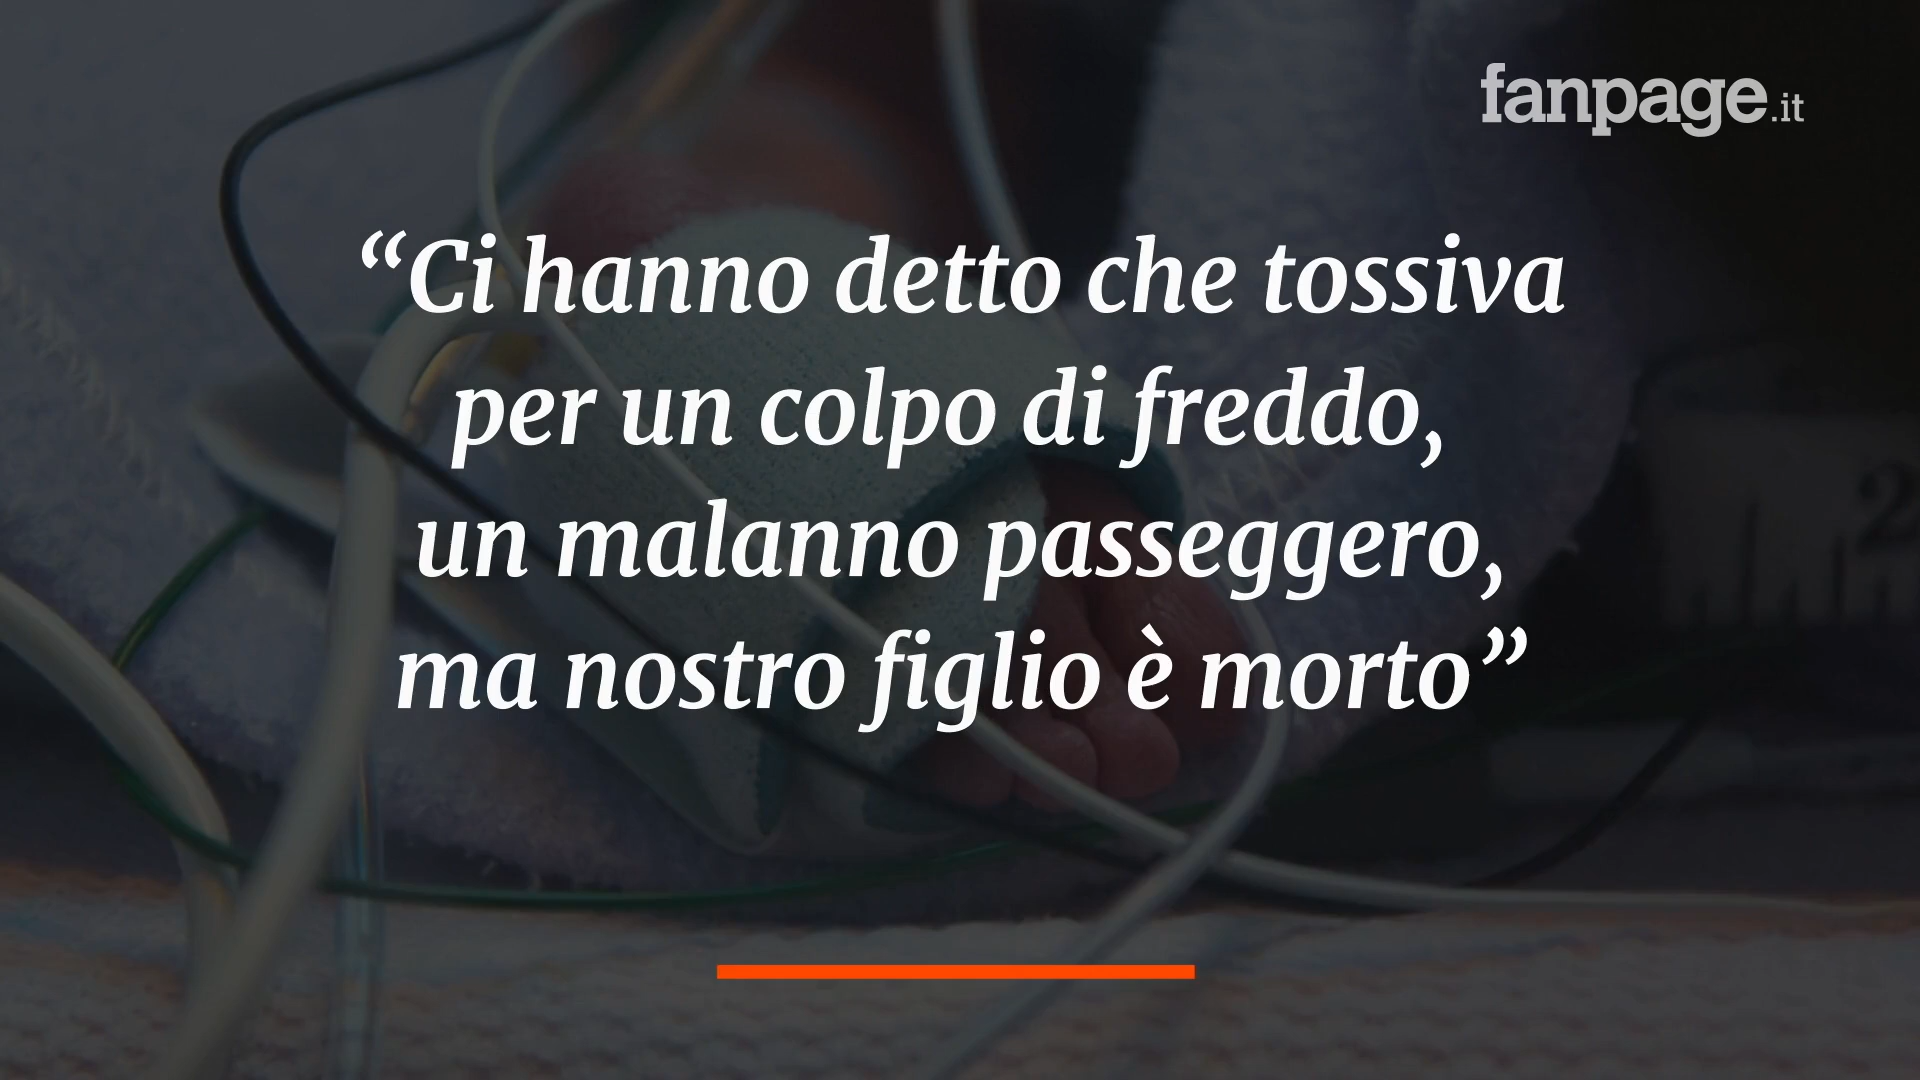 fanpage.it
“Ci hanno detto che tossiva
per un colpo di freddo,
un malanno passeggero,
ma nostro figlio è morto”
2